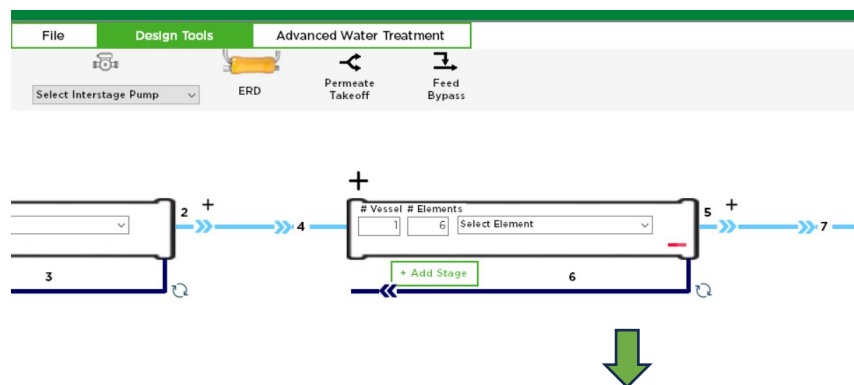 File
Design Tools
Advanced Water Treatment
Select Interstage Pump
ERD
Permeate
Takeoff
Feed
Bypass
# Vessel # Elements
1 6 Select Element
2 + 4 5 + 7
+ Add Stage
3 6